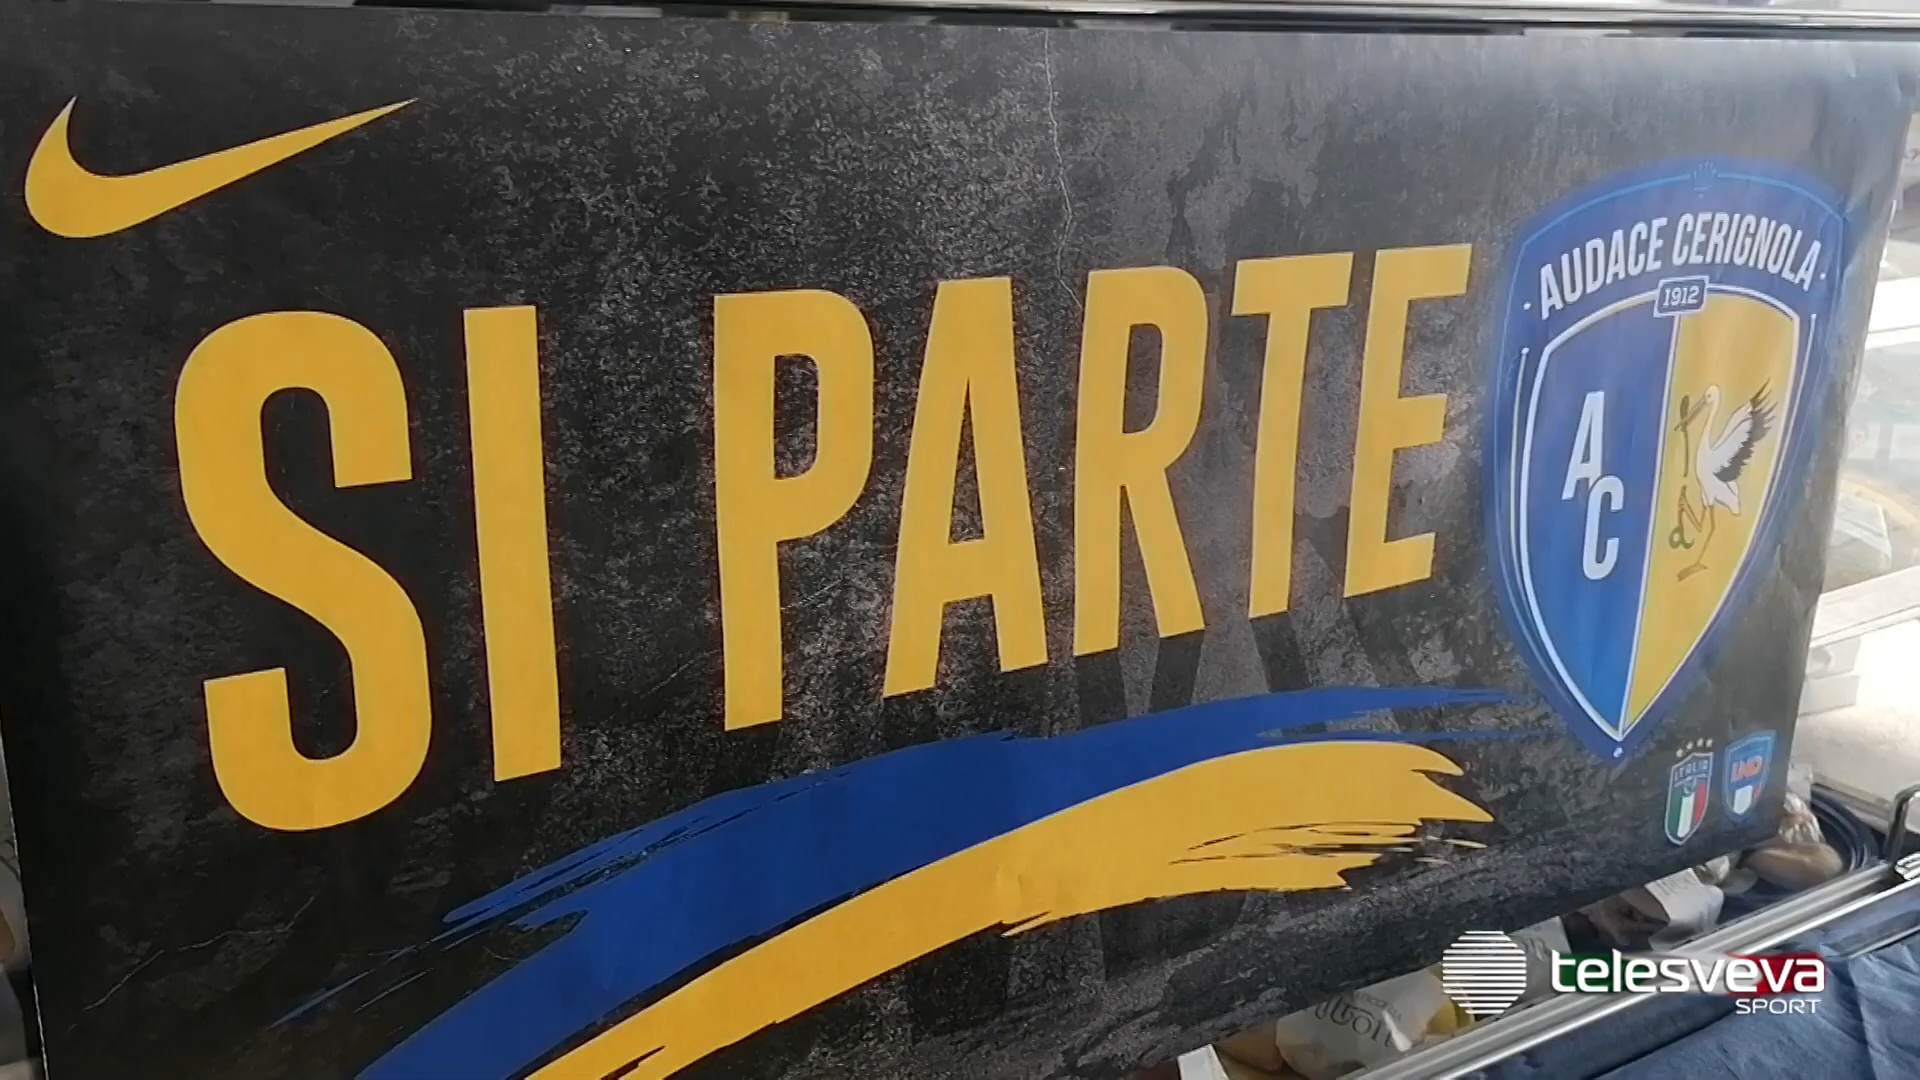 SI PARTE
AUDACE CERIGNOLA
1912
AC
ITALIA
LND
telesveva
SPORT